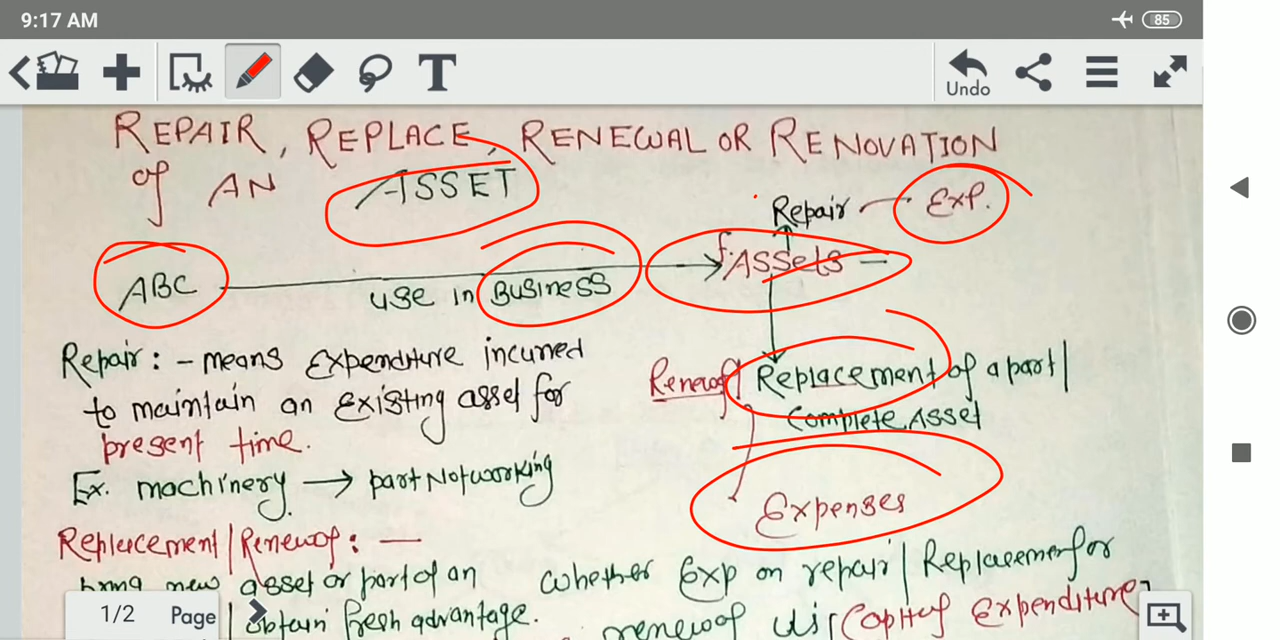 9:17 AM
85
T
Undo
REPAIR, REPLACE, RENEWAL OR RENOVATION
of AN ASSET
Repair — Exp.
ABC use in BUSINESS f. Assets —
Repair: - means Expenditure incurred
to maintain an Existing asset for
present time.
Ex. machinery → part Not working
Renewal/ Replacement of a part/
Complete Asset
Expenses
Replacement/Renewal: —
bring new asset or part of an
obtain fresh advantage.
whether Exp on repair/Replacement or
renewal u/s Capital Expenditure
1/2 Page